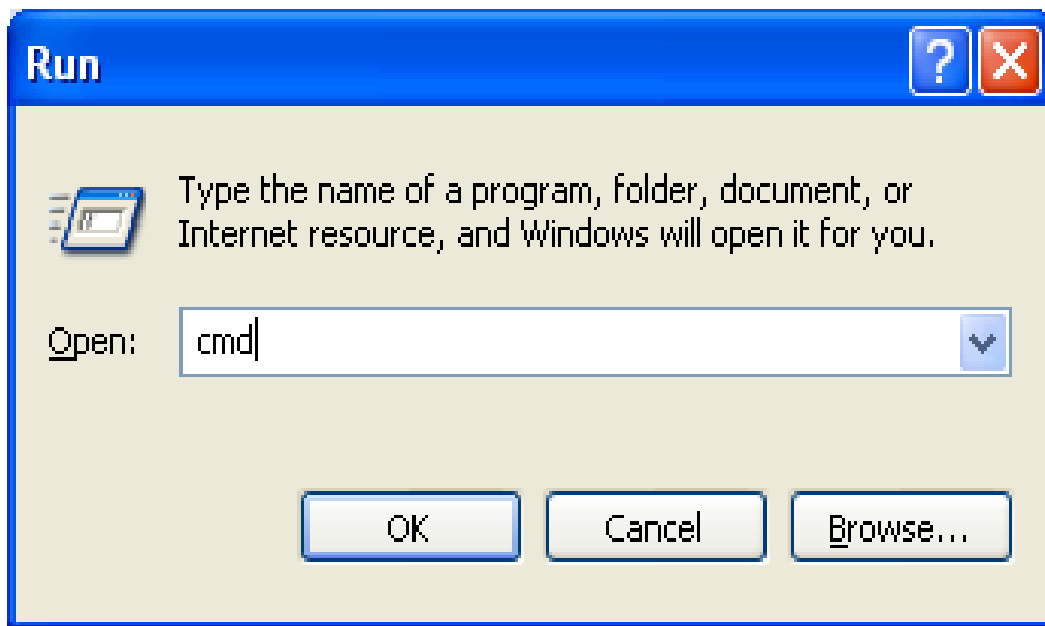 Run
Type the name of a program, folder, document, or
Internet resource, and Windows will open it for you.
Open: cmd
OK Cancel Browse...